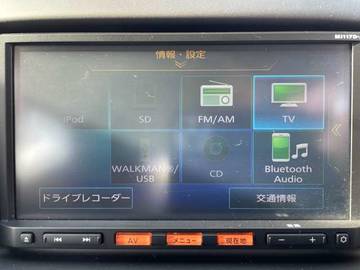 MJ117D-
情報・設定
iPod
SD
FM/AM
TV
WALKMAN®/
USB
CD
Bluetooth
Audio
ドライブレコーダー
交通情報
AV
メニュー
現在地